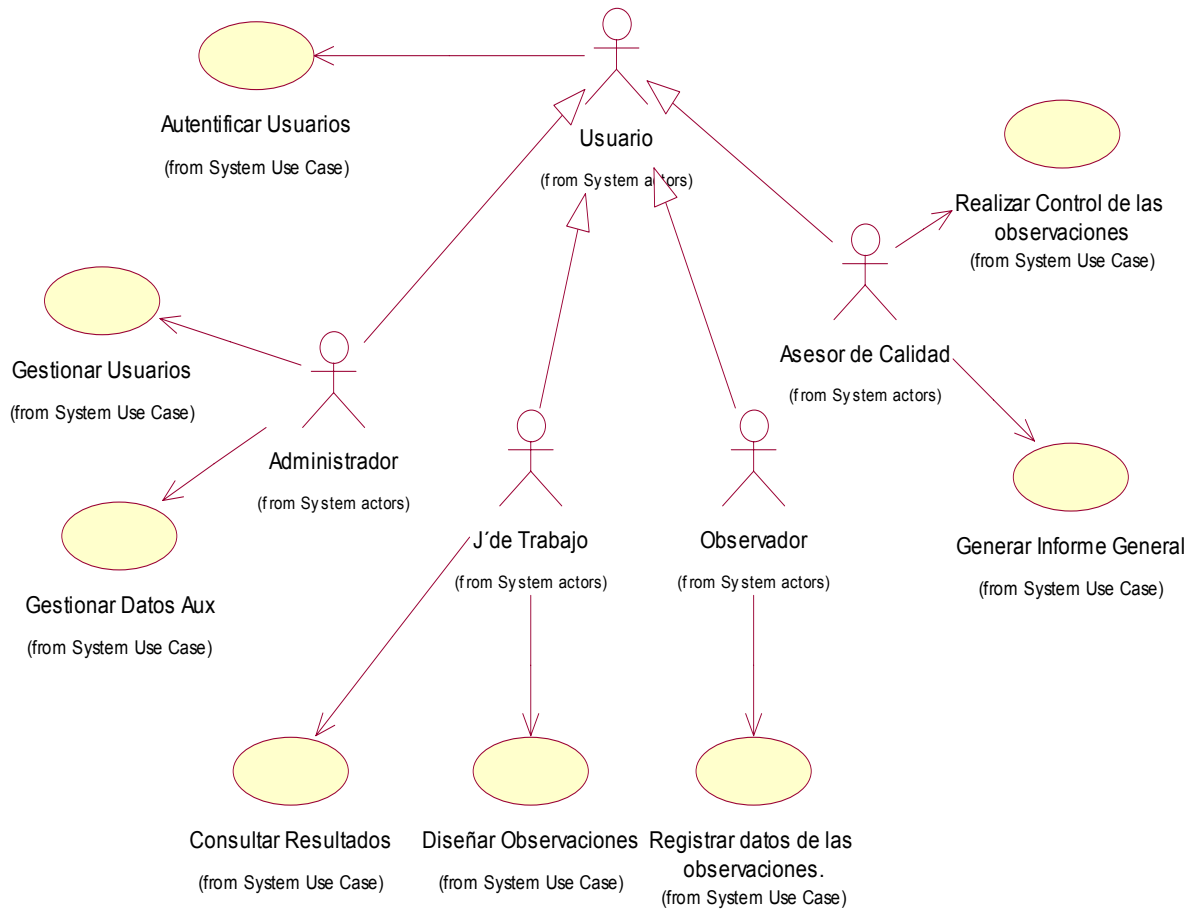 Autentificar Usuarios
(from System Use Case)
Usuario
(from System actors)
Realizar Control de las
observaciones
(from System Use Case)
Gestionar Usuarios
(from System Use Case)
Asesor de Calidad
(from System actors)
Administrador
(from System actors)
J´de Trabajo
(from System actors)
Observador
(from System actors)
Generar Informe General
(from System Use Case)
Gestionar Datos Aux
(from System Use Case)
Consultar Resultados
(from System Use Case)
Diseñar Observaciones
(from System Use Case)
Registrar datos de las
observaciones.
(from System Use Case)